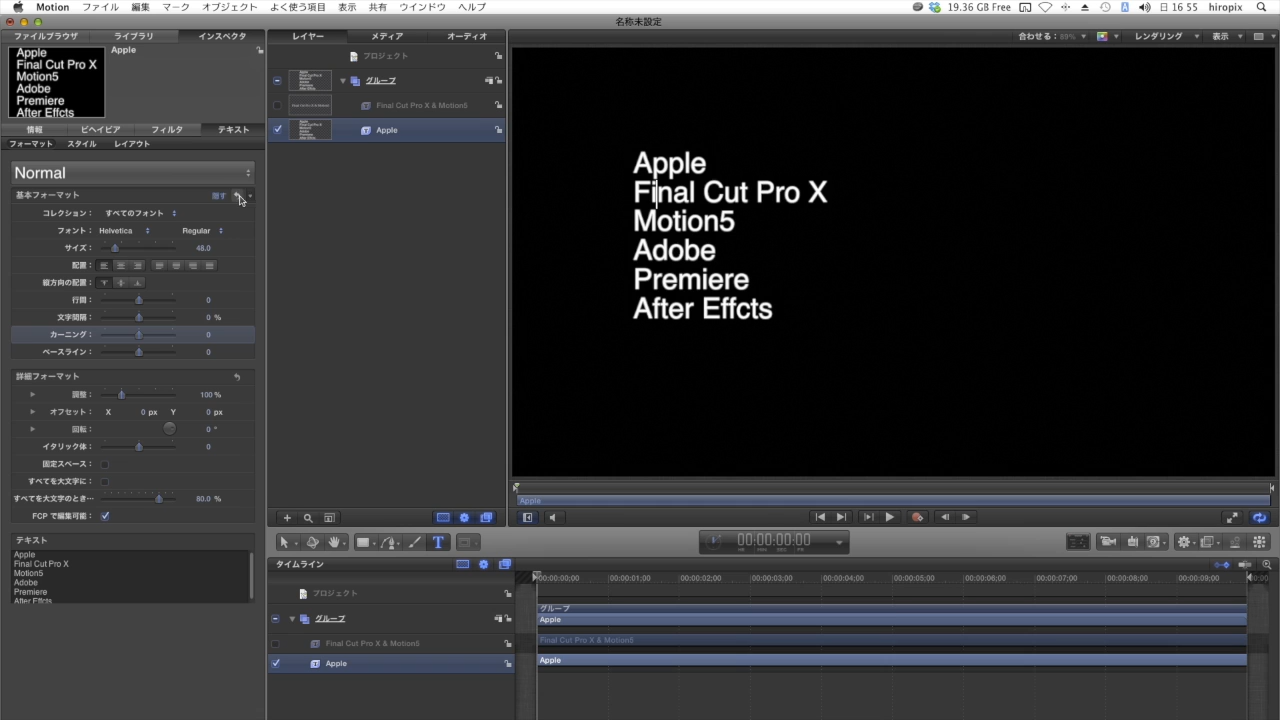 Motion ファイル 編集 マーク オブジェクト よく使う項目 表示 共有 ウインドウ ヘルプ 19.36 GB Free 日 16 55 hiropix
名称未設定
ファイルブラウザ ライブラリ インスペクタ
Apple
Final Cut Pro X
Motion5
Adobe
Premiere
After Effcts
Apple
情報 ビヘイビア フィルタ テキスト
フォーマット スタイル レイアウト
Normal
基本フォーマット 隠す
コレクション： すべてのフォント
フォント： Helvetica Regular
サイズ： 48.0
配置：
縦方向の配置：
行間： 0
文字間隔： 0 %
カーニング： 0
ベースライン： 0
詳細フォーマット
調整： 100 %
オフセット： X 0 px Y 0 px
回転： 0 °
イタリック体： 0
固定スペース：
すべてを大文字に：
すべてを大文字のとき… 80.0 %
FCP で編集可能：
テキスト
Apple
Final Cut Pro X
Motion5
Adobe
Premiere
After Effcts
レイヤー メディア オーディオ
プロジェクト
グループ
Final Cut Pro X & Motion5
Apple
合わせる： 89% レンダリング 表示
Apple
Final Cut Pro X
Motion5
Adobe
Premiere
After Effcts
Apple
00:00:00:00
タイムライン
プロジェクト
グループ
Final Cut Pro X & Motion5
Apple
00:00:00;00 00:00:01;00 00:00:02;00 00:00:03;00 00:00:04;00 00:00:05;00 00:00:06;00 00:00:07;00 00:00:08;00 00:00:09;00
グループ
Apple
Final Cut Pro X & Motion5
Apple